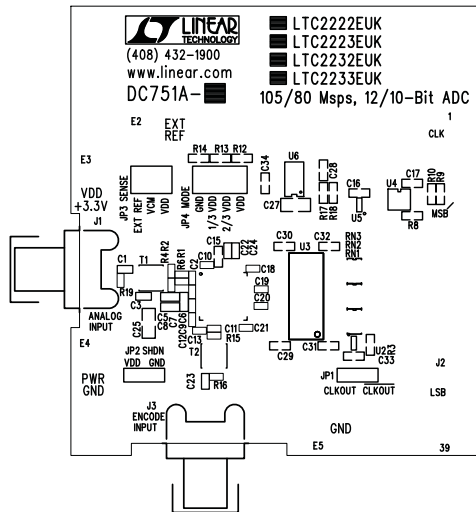 LINEAR
TECHNOLOGY
(408) 432-1900
www.linear.com
DC751A-
LTC2222EUK
LTC2223EUK
LTC2232EUK
LTC2233EUK
105/80 Msps, 12/10-Bit ADC
E2
EXT
REF
1
CLK
E3
R14 R13 R12
C34
U6
C28
C17
U4
R10
R9
VDD
+3.3V
JP3 SENSE
EXT REF
VCM
VDD
JP4 MODE
GND
1/3 VDD
2/3 VDD
VDD
C27
R17
R18
C16
U5
R8
MSB
J1
C1
T1
R4
R2
R6
R1
C2
C15
C10
C22
C24
C18
C30
U3
C32
RN3
RN2
RN1
R19
C3
C19
C20
ANALOG
INPUT
C25
C5
C8
C7
C12
C9
C6
C13
C11
R15
C21
E4
T2
C29
C31
U2
R3
C33
JP2 SHDN
VDD GND
PWR
GND
C23
R16
JP1
CLKOUT CLKOUT
J2
LSB
J3
ENCODE
INPUT
GND
E5
39